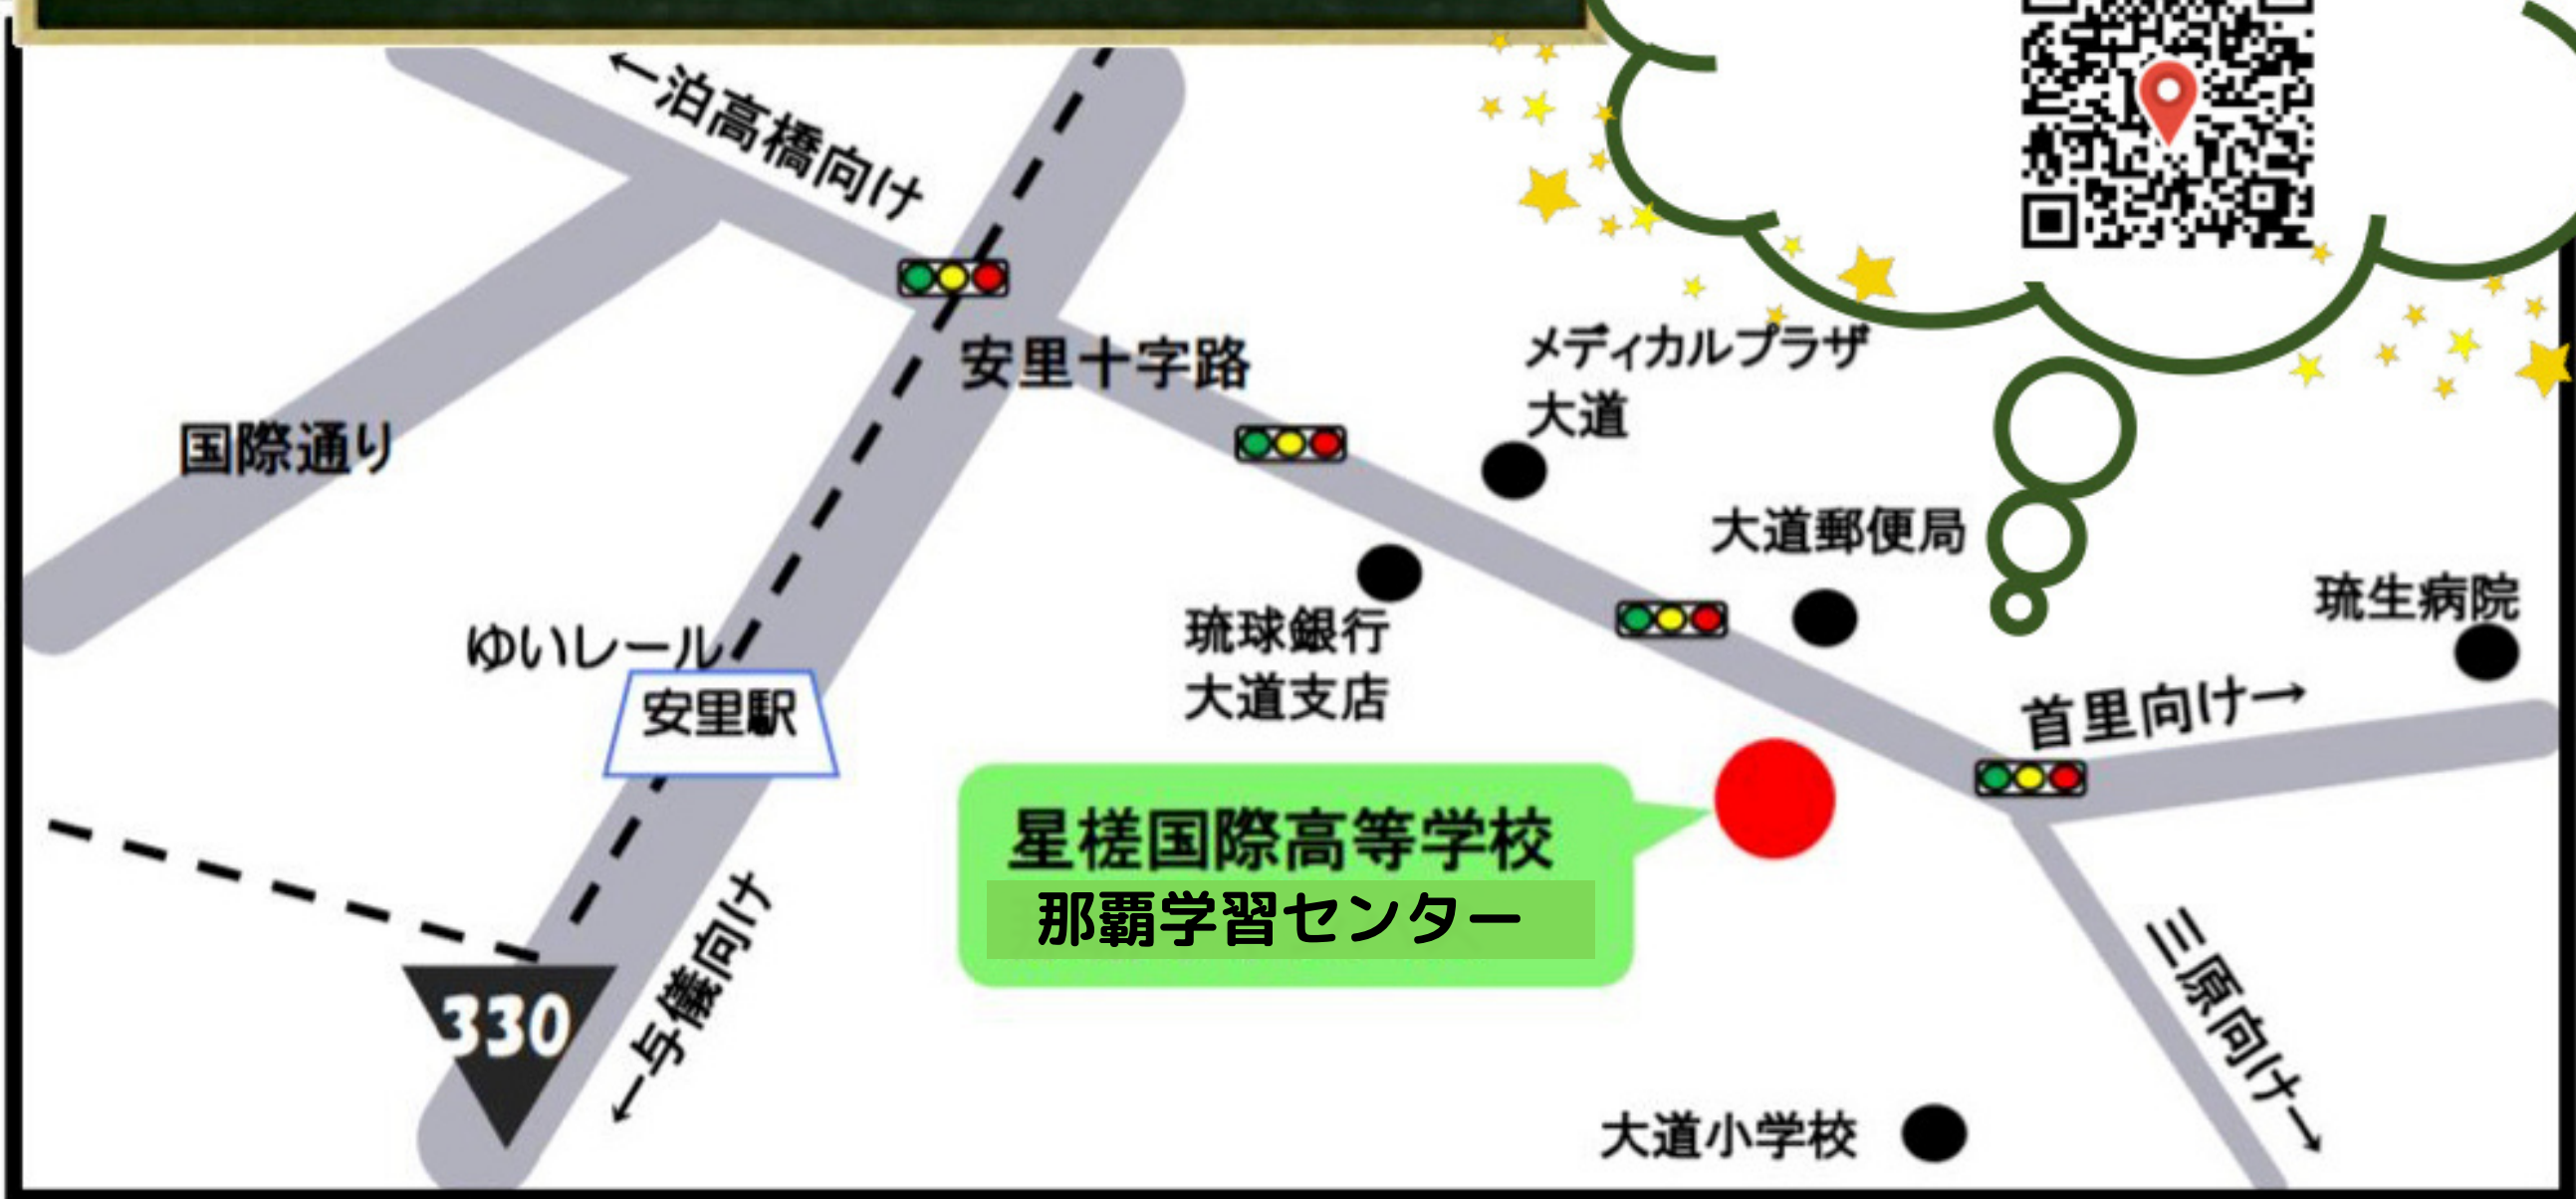 ←泊高橋向け
安里十字路
メディカルプラザ
大道
国際通り
大道郵便局
琉生病院
ゆいレール
安里駅
琉球銀行
大道支店
首里向け→
星槎国際高等学校
那覇学習センター
330
←与儀向け
三原向け→
大道小学校